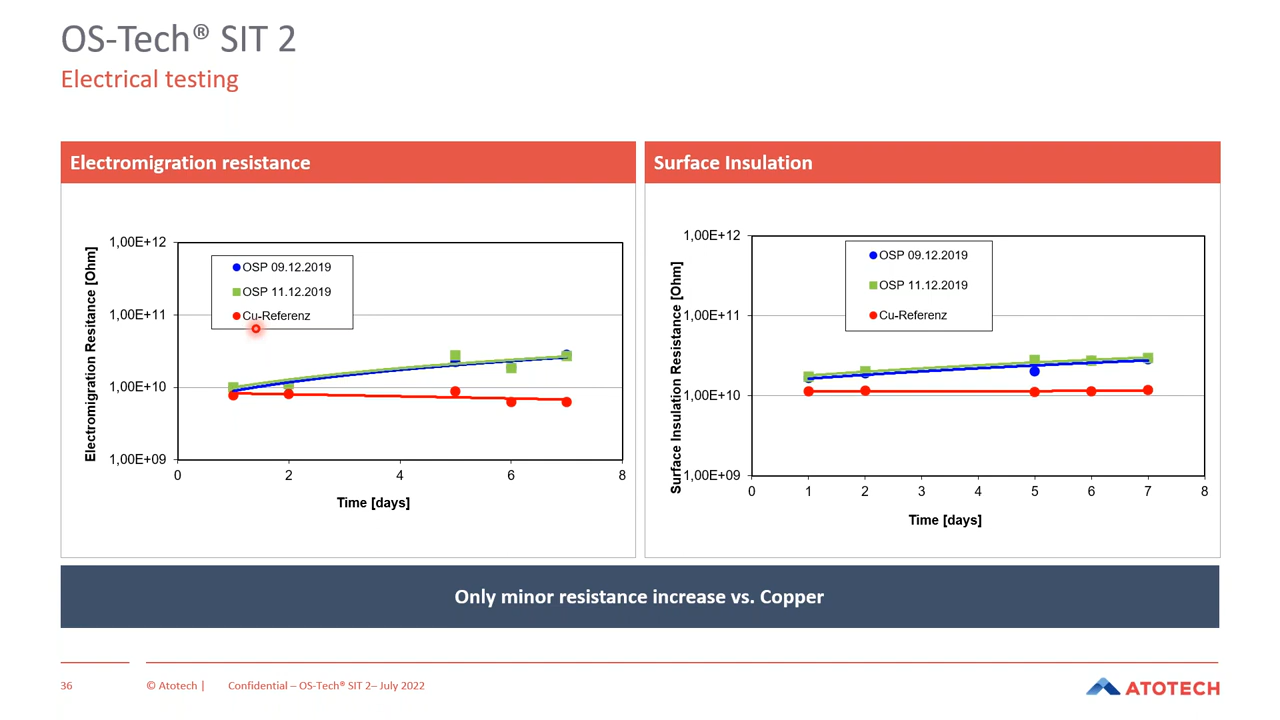 OS-Tech® SIT 2
Electrical testing
Electromigration resistance
1,00E+12
1,00E+11
1,00E+10
1,00E+09
Electromigration Resitance [Ohm]
OSP 09.12.2019
OSP 11.12.2019
Cu-Referenz
0 2 4 6 8
Time [days]
Surface Insulation
1,00E+12
1,00E+11
1,00E+10
1,00E+09
Surface Insulation Resistance [Ohm]
OSP 09.12.2019
OSP 11.12.2019
Cu-Referenz
0 1 2 3 4 5 6 7 8
Time [days]
Only minor resistance increase vs. Copper
36 © Atotech | Confidential – OS-Tech® SIT 2– July 2022
ATOTECH